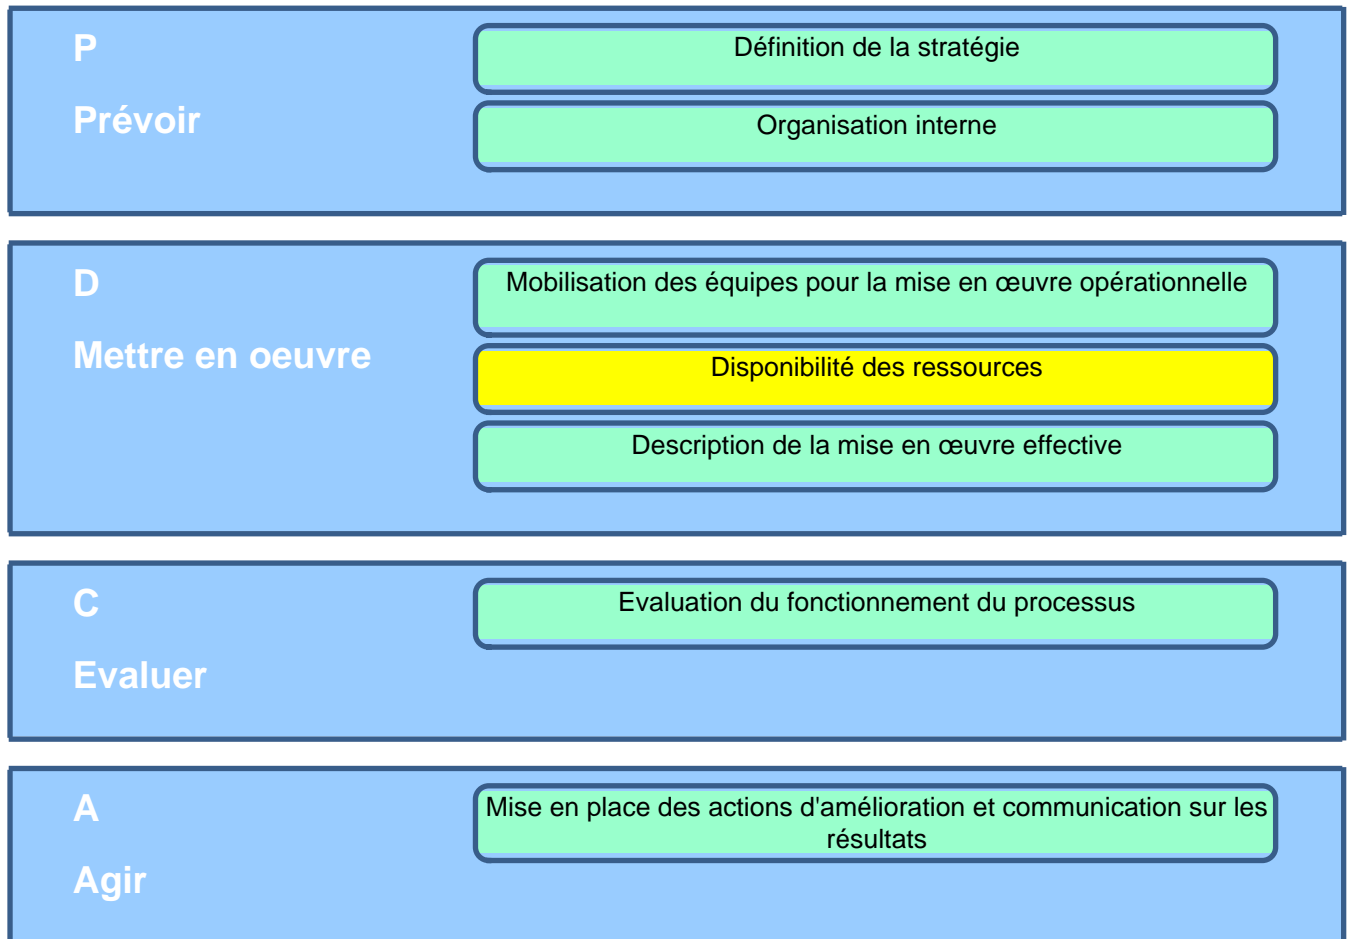 P
Prévoir
Définition de la stratégie
Organisation interne
D
Mettre en oeuvre
Mobilisation des équipes pour la mise en œuvre opérationnelle
Disponibilité des ressources
Description de la mise en œuvre effective
C
Evaluer
Evaluation du fonctionnement du processus
A
Agir
Mise en place des actions d'amélioration et communication sur les
résultats